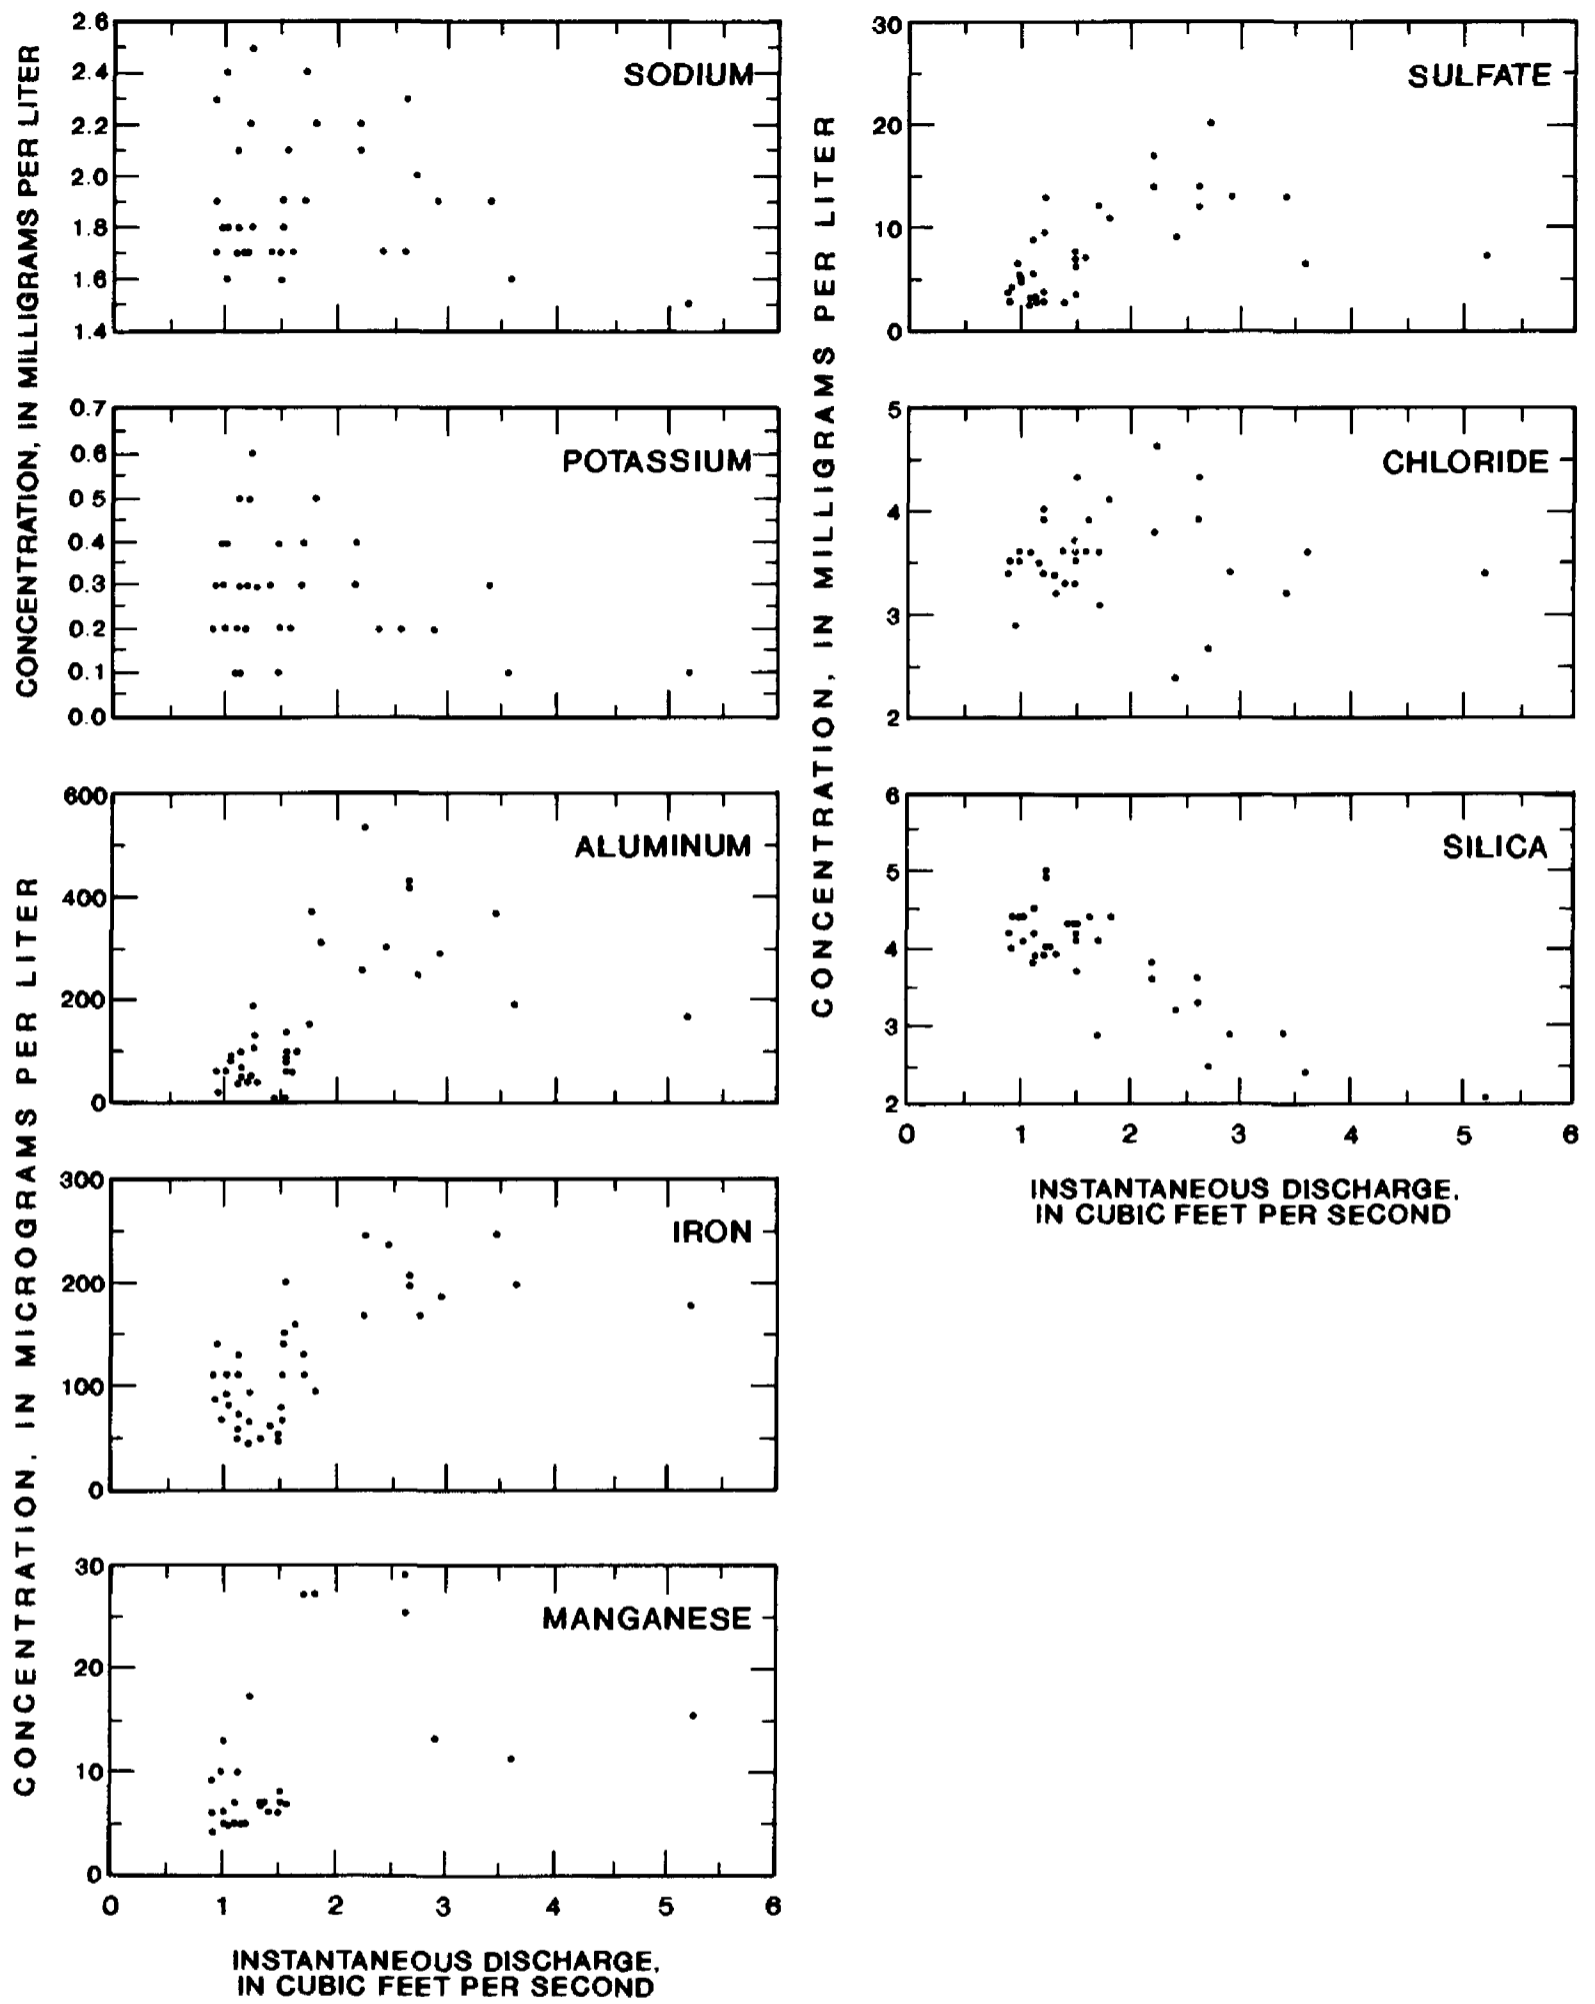 CONCENTRATION, IN MILLIGRAMS PER LITER
2.6
2.4
2.2
2.0
1.8
1.6
1.4
SODIUM
0.7
0.6
0 5
0.4
0.3
0.2
0.1
0.0
POTASSIUM
CONCENTRATION, IN MICROGRAMS PER LITER
600
400
200
0
ALUMINUM
300
200
100
0
IRON
30
20
10
0
MANGANESE
0 1 2 3 4 5 6
INSTANTANEOUS DISCHARGE,
IN CUBIC FEET PER SECOND
CONCENTRATION, IN MILLIGRAMS PER LITER
30
20
10
0
SULFATE
5
4
3
2
CHLORIDE
6
5
4
3
2
SILICA
0 1 2 3 4 5 6
INSTANTANEOUS DISCHARGE,
IN CUBIC FEET PER SECOND